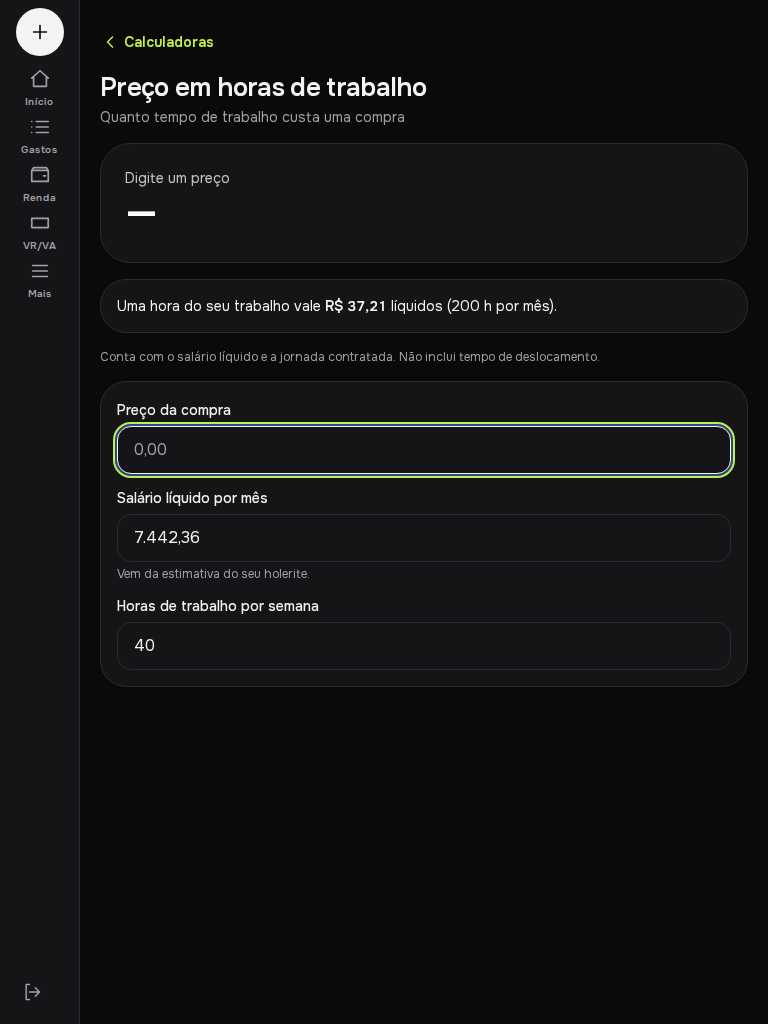 Início
Gastos
Renda
VR/VA
Mais
Calculadoras
Preço em horas de trabalho
Quanto tempo de trabalho custa uma compra
Digite um preço
—
Uma hora do seu trabalho vale R$ 37,21 líquidos (200 h por mês).
Conta com o salário líquido e a jornada contratada. Não inclui tempo de deslocamento.
Preço da compra
0,00
Salário líquido por mês
7.442,36
Vem da estimativa do seu holerite.
Horas de trabalho por semana
40